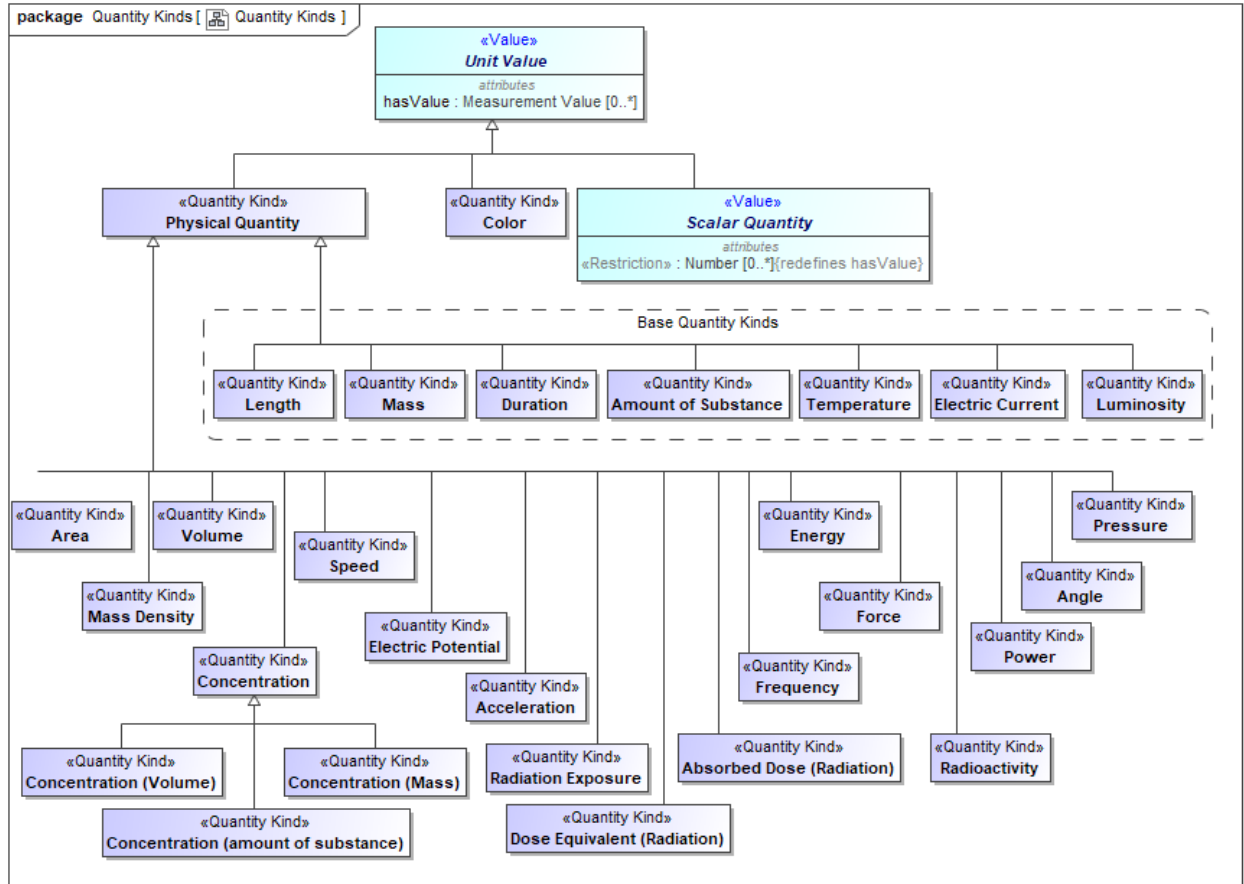 package Quantity Kinds [ Quantity Kinds ]
«Value»
Unit Value
attributes
hasValue : Measurement Value [0..*]
«Quantity Kind»
Physical Quantity
«Quantity Kind»
Color
«Value»
Scalar Quantity
attributes
«Restriction» : Number [0..*]{redefines hasValue}
Base Quantity Kinds
«Quantity Kind»
Length
«Quantity Kind»
Mass
«Quantity Kind»
Duration
«Quantity Kind»
Amount of Substance
«Quantity Kind»
Temperature
«Quantity Kind»
Electric Current
«Quantity Kind»
Luminosity
«Quantity Kind»
Area
«Quantity Kind»
Volume
«Quantity Kind»
Speed
«Quantity Kind»
Energy
«Quantity Kind»
Pressure
«Quantity Kind»
Mass Density
«Quantity Kind»
Electric Potential
«Quantity Kind»
Force
«Quantity Kind»
Angle
«Quantity Kind»
Concentration
«Quantity Kind»
Acceleration
«Quantity Kind»
Frequency
«Quantity Kind»
Power
«Quantity Kind»
Concentration (Volume)
«Quantity Kind»
Concentration (Mass)
«Quantity Kind»
Radiation Exposure
«Quantity Kind»
Absorbed Dose (Radiation)
«Quantity Kind»
Radioactivity
«Quantity Kind»
Concentration (amount of substance)
«Quantity Kind»
Dose Equivalent (Radiation)